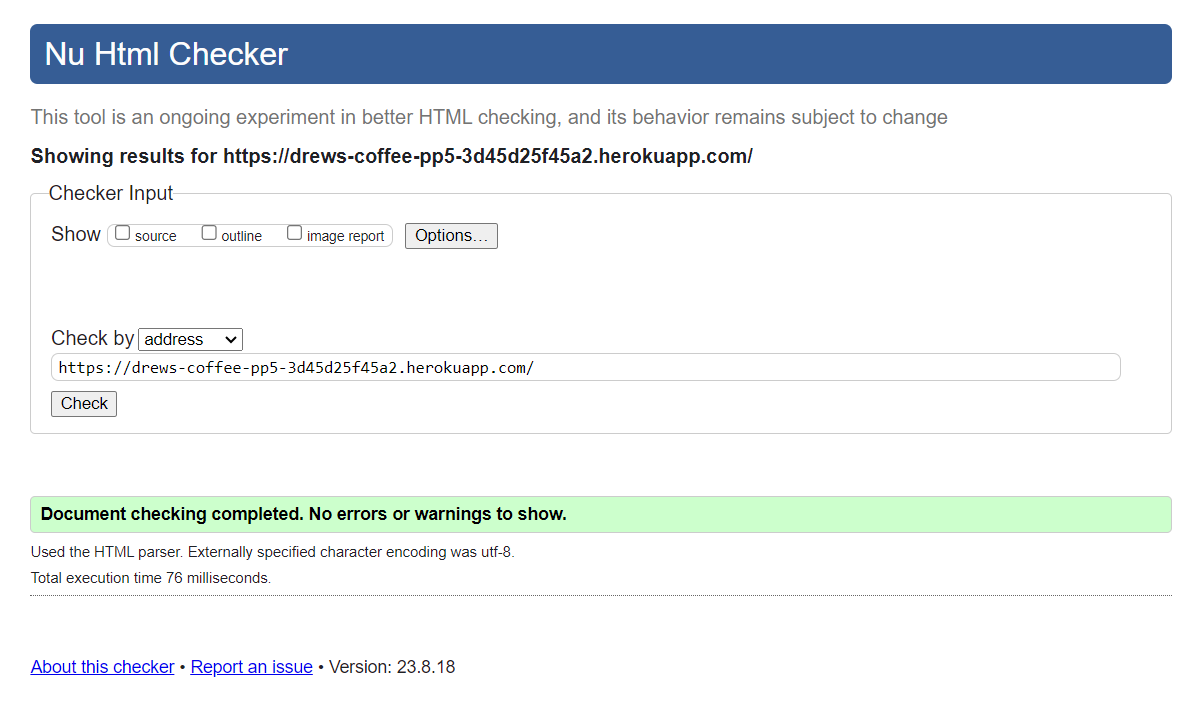 Nu Html Checker
This tool is an ongoing experiment in better HTML checking, and its behavior remains subject to change
Showing results for https://drews-coffee-pp5-3d45d25f45a2.herokuapp.com/
Checker Input
Show source outline image report Options...
Check by address
https://drews-coffee-pp5-3d45d25f45a2.herokuapp.com/
Check
Document checking completed. No errors or warnings to show.
Used the HTML parser. Externally specified character encoding was utf-8.
Total execution time 76 milliseconds.
About this checker • Report an issue • Version: 23.8.18